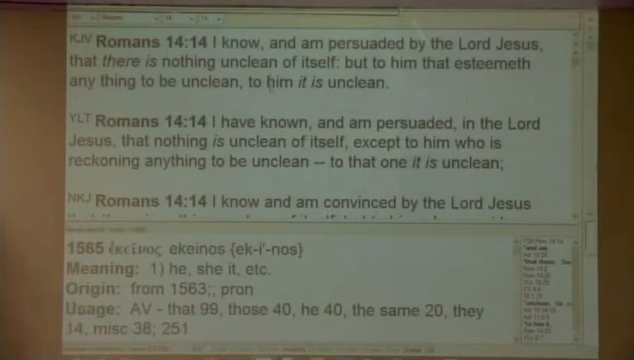 KJV Romans 14:14 I know, and am persuaded by the Lord Jesus,
that there is nothing unclean of itself: but to him that esteemeth
any thing to be unclean, to him it is unclean.
YLT Romans 14:14 I have known, and am persuaded, in the Lord
Jesus, that nothing is unclean of itself, except to him who is
reckoning anything to be unclean -- to that one it is unclean;
NKJ Romans 14:14 I know and am convinced by the Lord Jesus
1565 ἐκεῖνος ekeinos {ek-i'-nos}
Meaning: 1) he, she it, etc.
Origin: from 1563;; pron
Usage: AV - that 99, those 40, he 40, the same 20, they
14, misc 38; 251